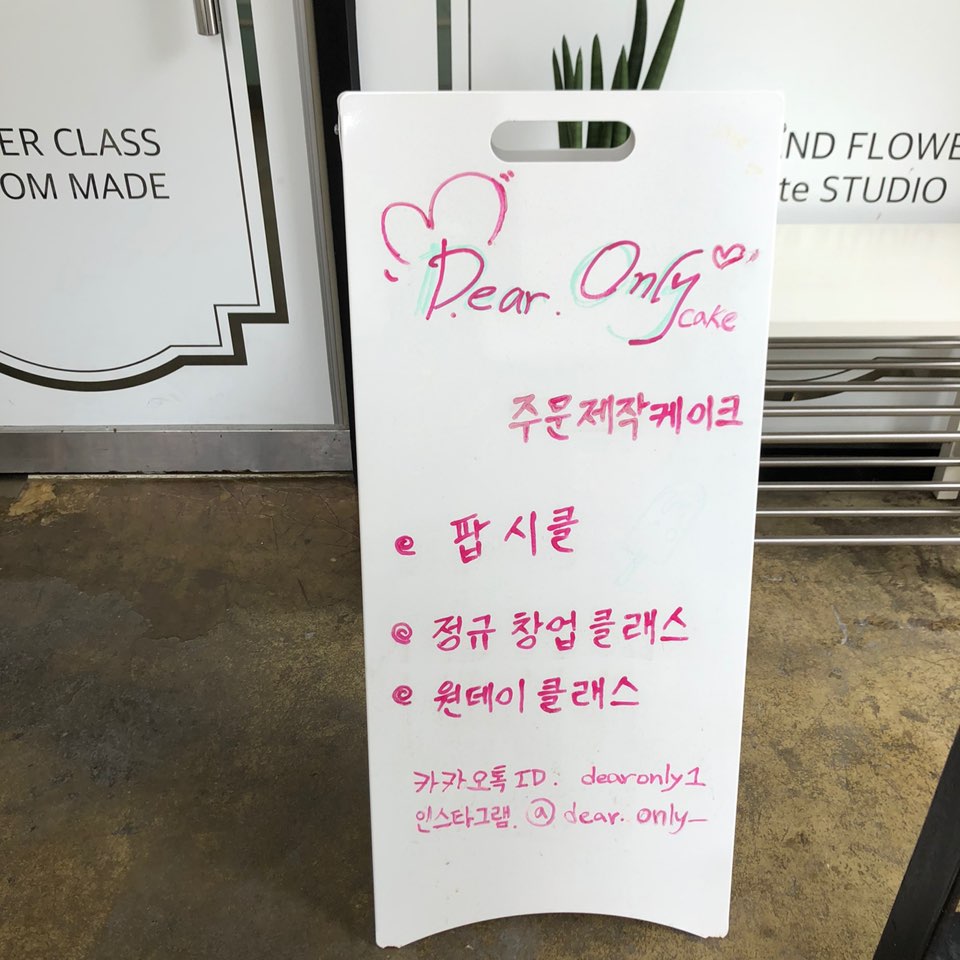 ER CLASS
OM MADE
ND FLOWE
te STUDIO
Dear. Only
cake
주문제작케이크
팝시클
정규 창업클래스
원데이클래스
카카오톡 ID. dearonly1
인스타그램. @dear.only_